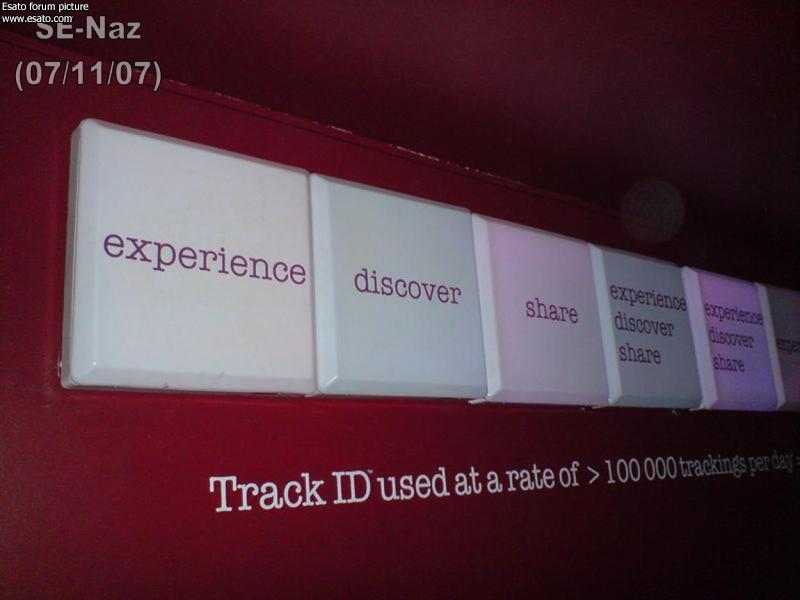 Esato forum picture
www.esato.com
SE-Naz
(07/11/07)
experience
discover
share
experience
discover
share
experience
discover
share
Track ID™ used at a rate of > 100 000 trackings per day